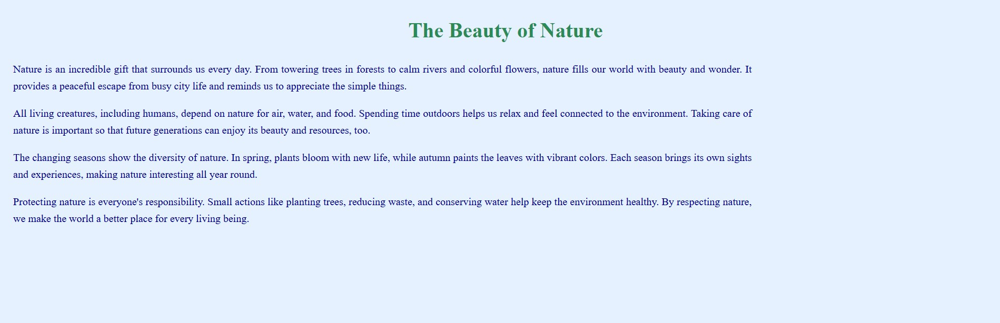 The Beauty of Nature
Nature is an incredible gift that surrounds us every day. From towering trees in forests to calm rivers and colorful flowers, nature fills our world with beauty and wonder. It
provides a peaceful escape from busy city life and reminds us to appreciate the simple things.
All living creatures, including humans, depend on nature for air, water, and food. Spending time outdoors helps us relax and feel connected to the environment. Taking care of
nature is important so that future generations can enjoy its beauty and resources, too.
The changing seasons show the diversity of nature. In spring, plants bloom with new life, while autumn paints the leaves with vibrant colors. Each season brings its own sights
and experiences, making nature interesting all year round.
Protecting nature is everyone's responsibility. Small actions like planting trees, reducing waste, and conserving water help keep the environment healthy. By respecting nature,
we make the world a better place for every living being.